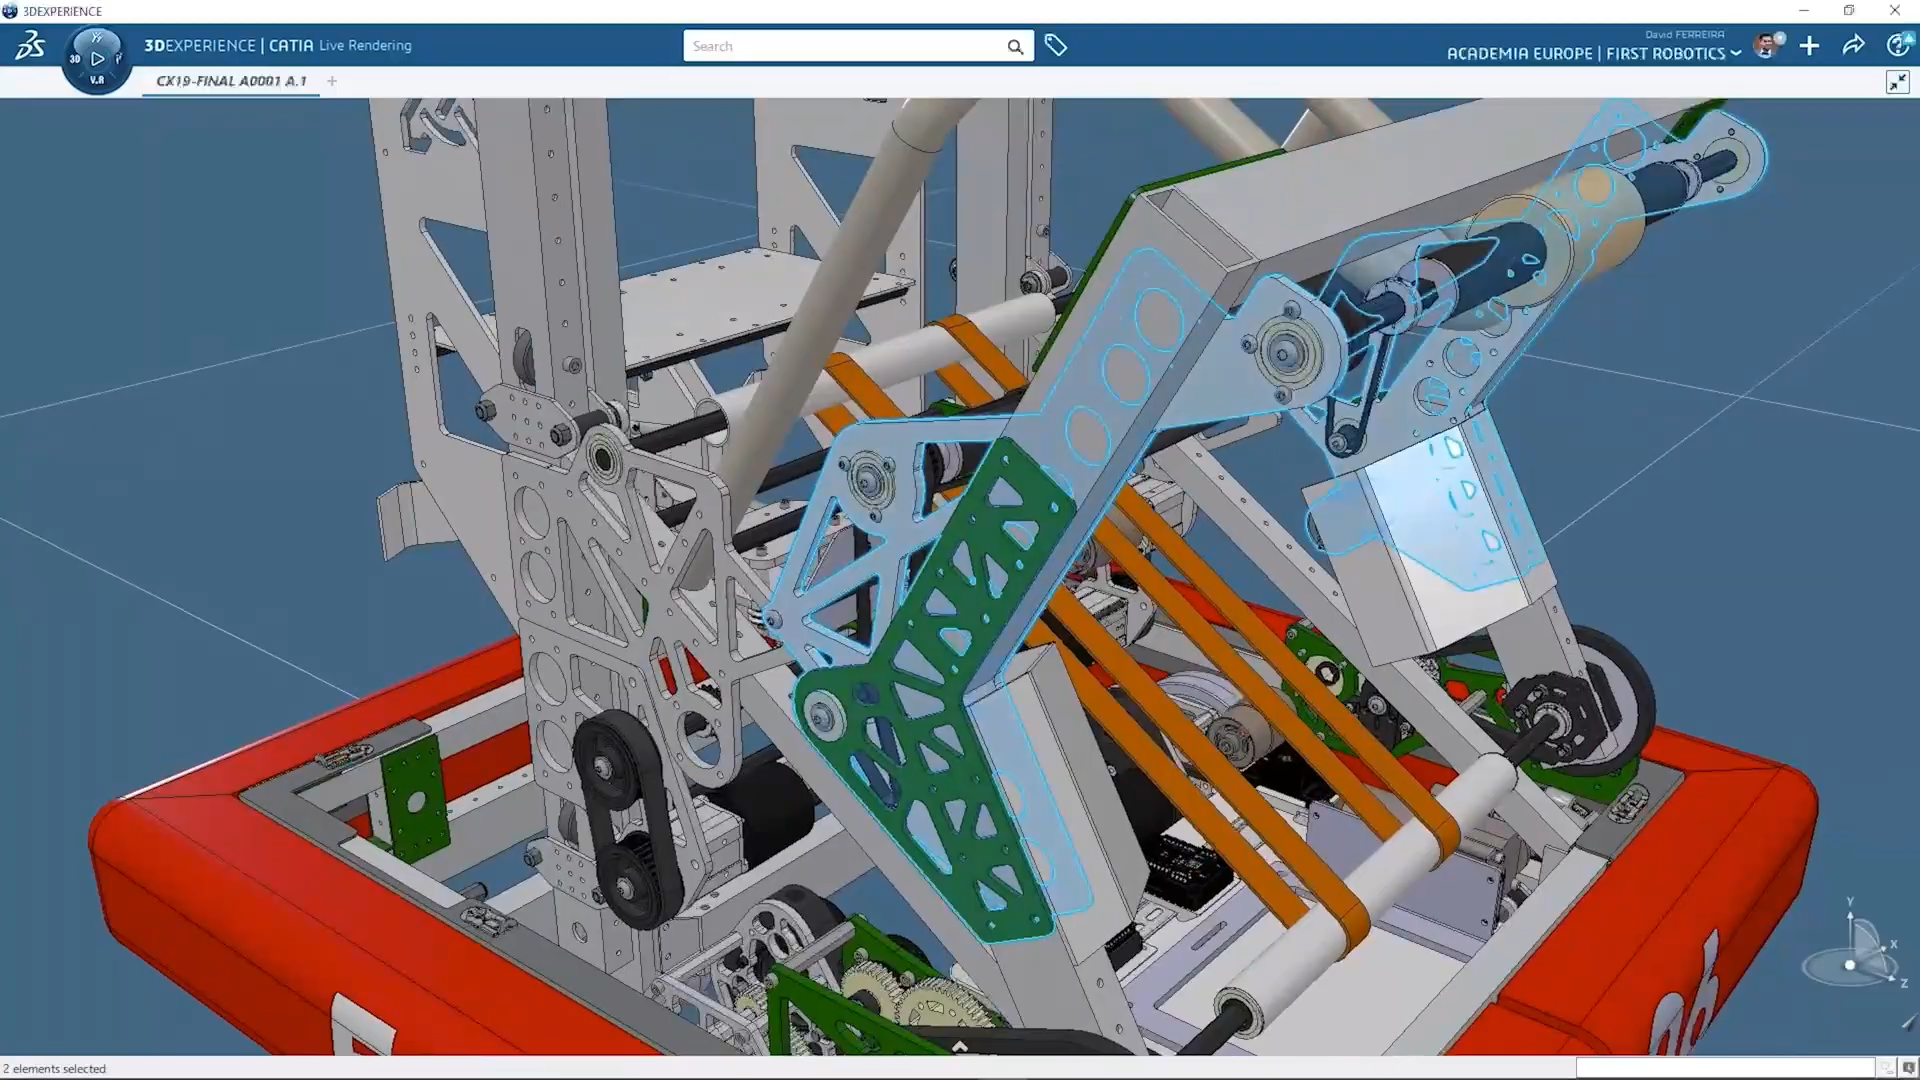 3DEXPERIENCE
3DEXPERIENCE | CATIA Live Rendering
3D
V.R
Search
David FERREIRA
ACADEMIA EUROPE | FIRST ROBOTICS
CX19-FINAL A0001 A.1
Y
X
Z
2 elements selected